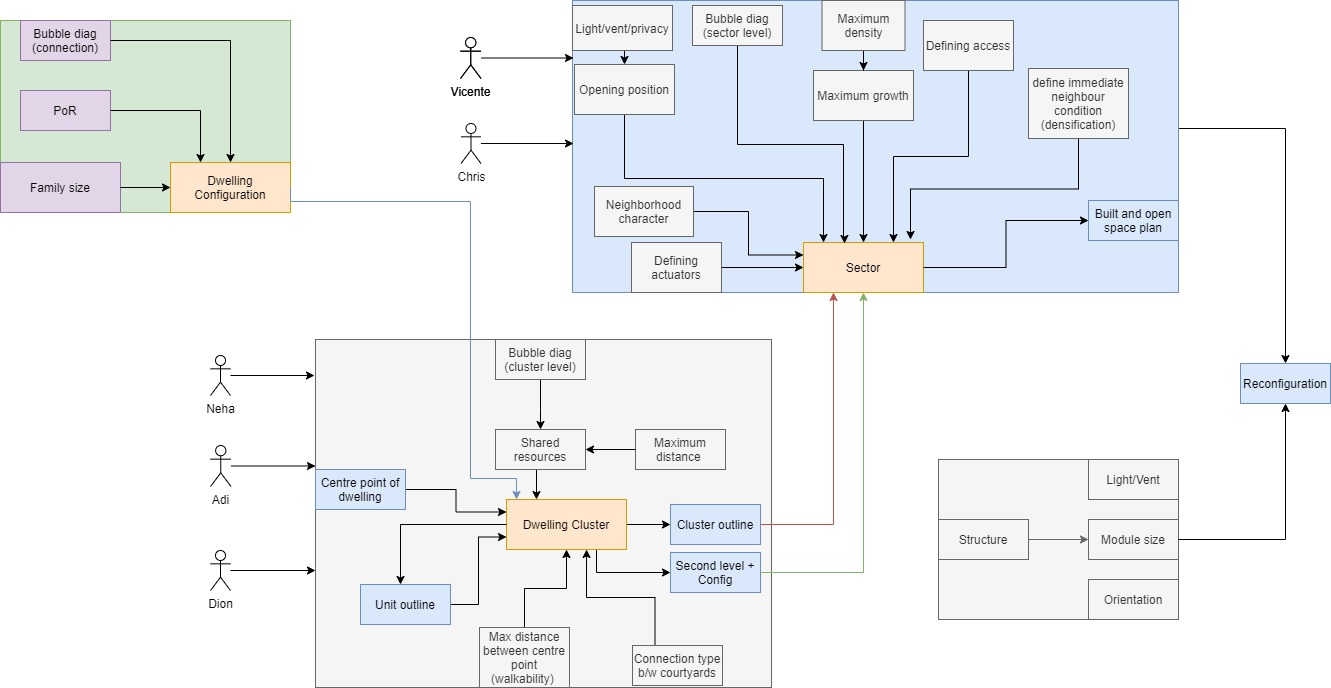 Bubble diag
(connection)
PoR
Family size
Dwelling
Configuration
Vicente
Chris
Light/vent/privacy
Opening position
Bubble diag
(sector level)
Maximum
density
Maximum growth
Defining access
define immediate
neighbour
condition
(densification)
Neighborhood
character
Defining
actuators
Sector
Built and open
space plan
Reconfiguration
Neha
Adi
Dion
Bubble diag
(cluster level)
Shared
resources
Maximum
distance
Centre point of
dwelling
Dwelling Cluster
Cluster outline
Second level +
Config
Unit outline
Max distance
between centre
point
(walkability)
Connection type
b/w courtyards
Light/Vent
Structure
Module size
Orientation